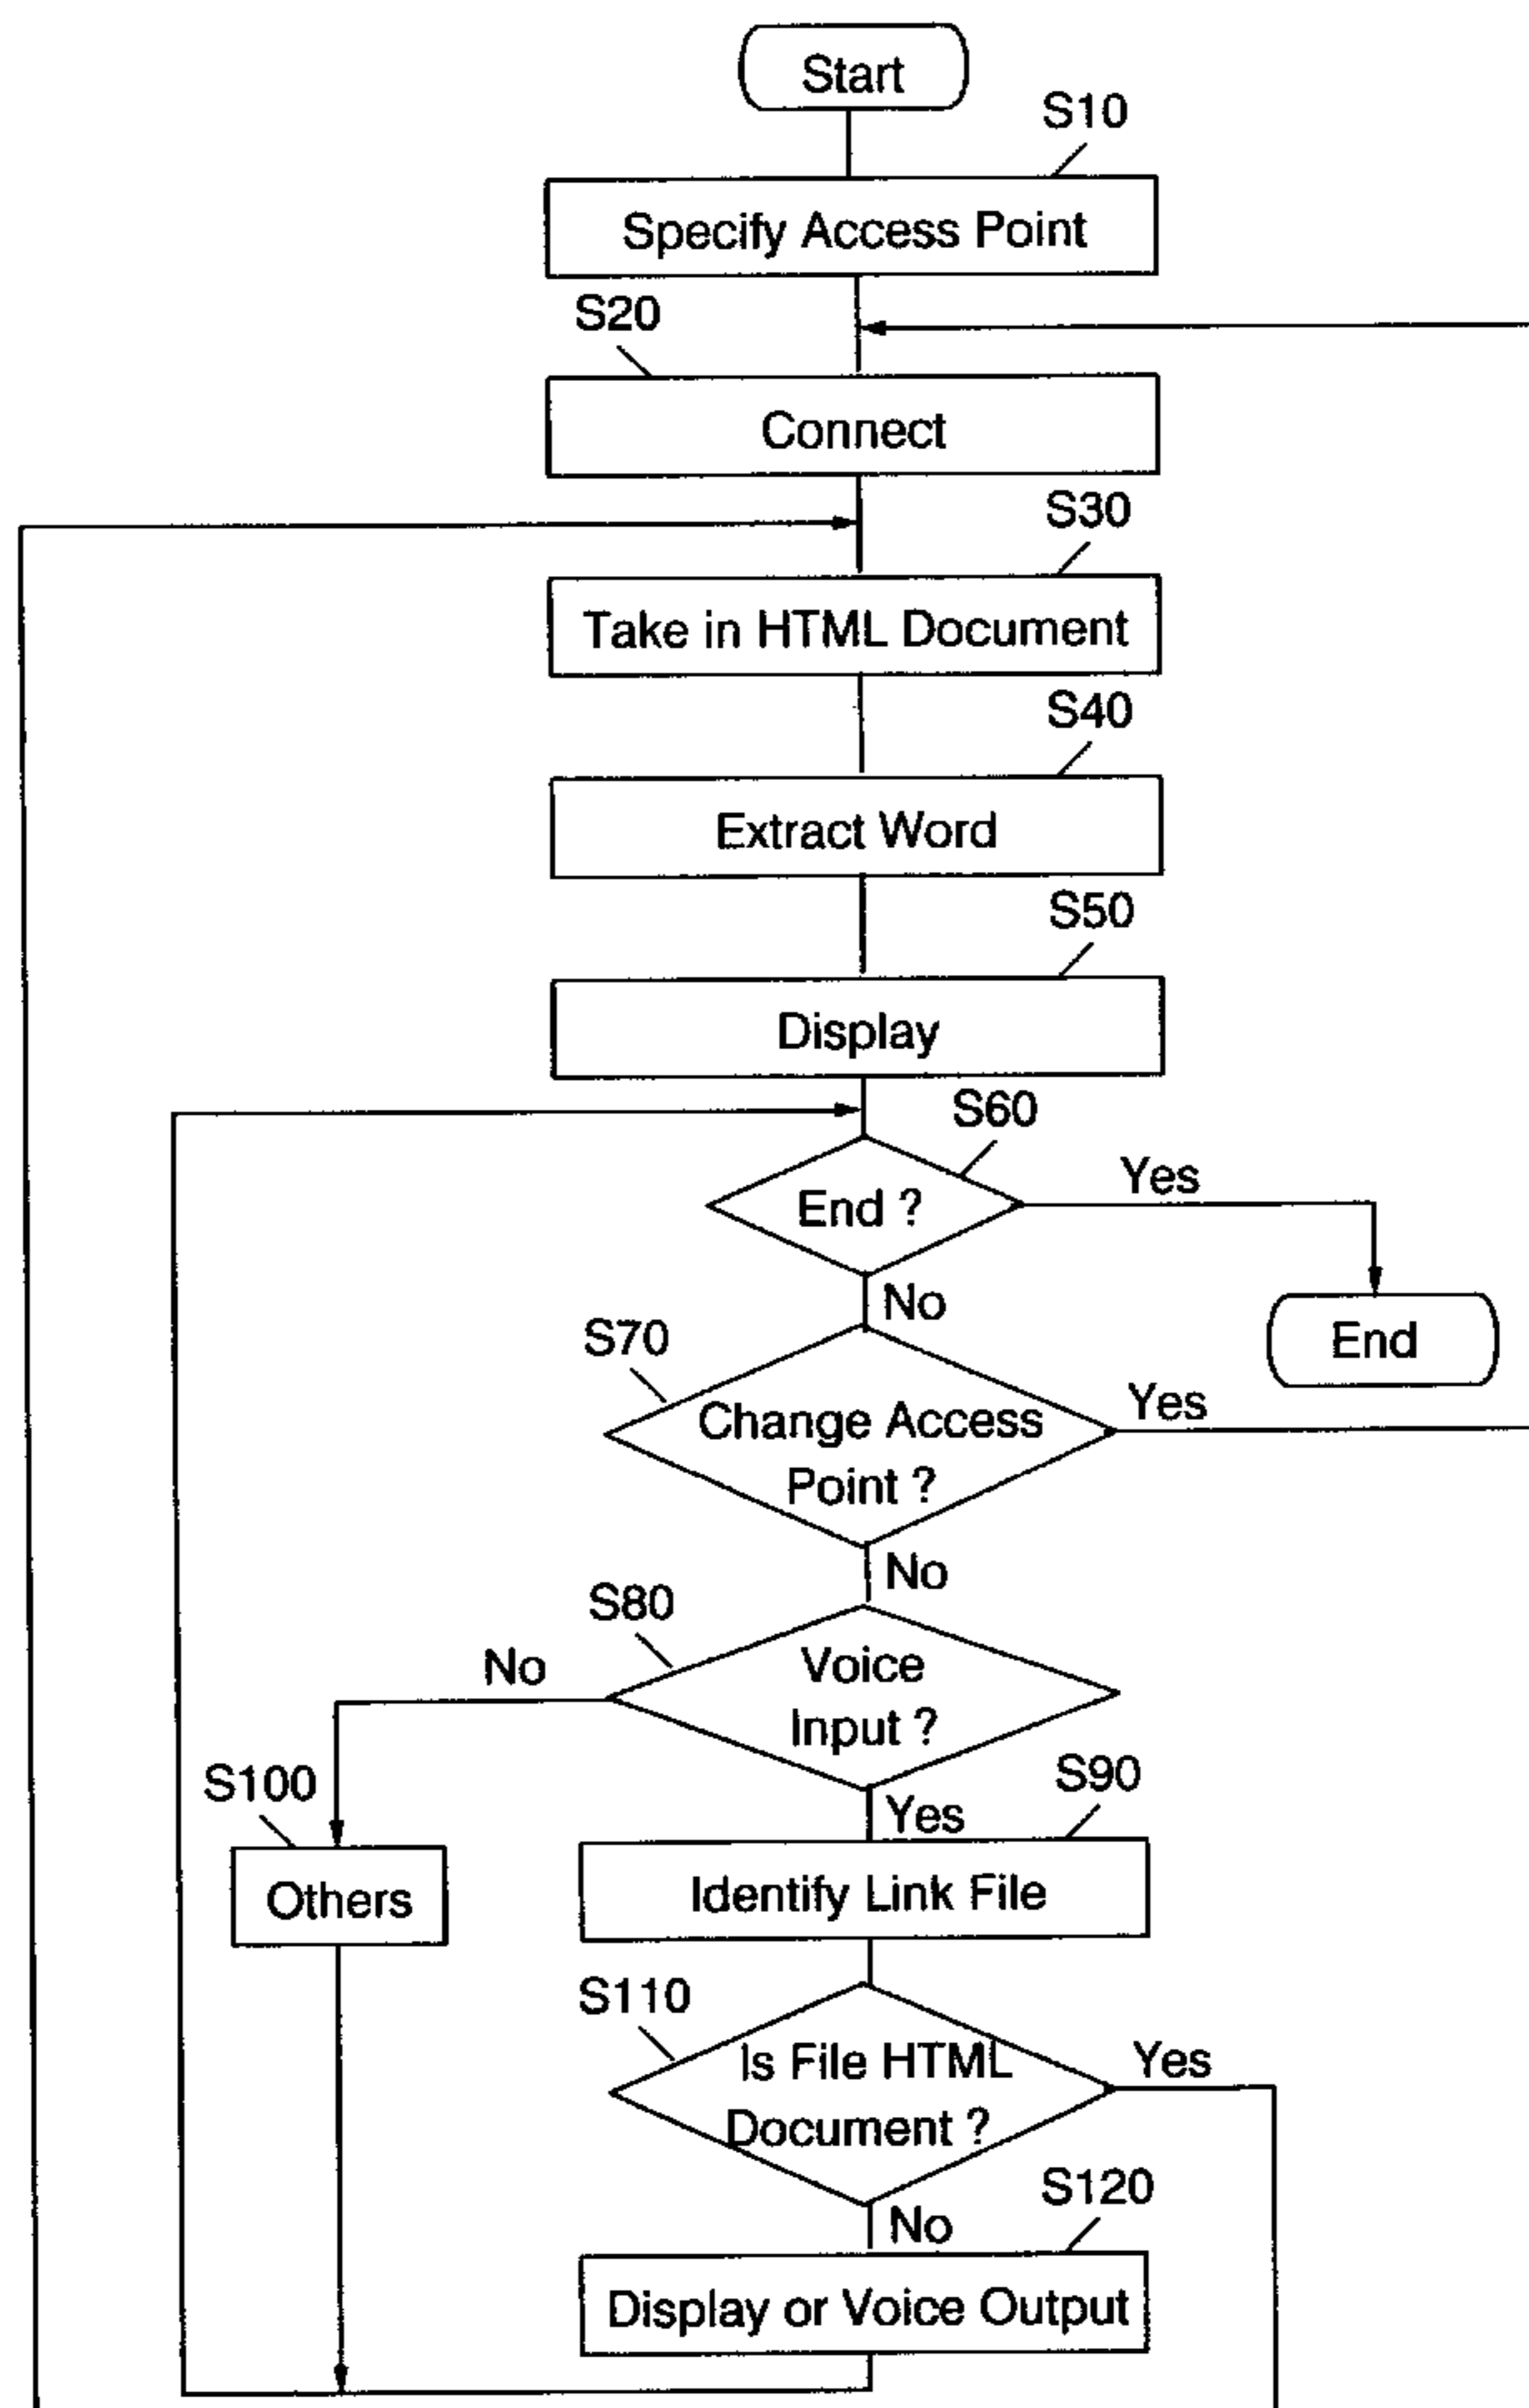 Start
S10
Specify Access Point
S20
Connect
S30
Take in HTML Document
S40
Extract Word
S50
Display
S60
End ?
Yes
No
End
S70
Change Access
Point ?
Yes
No
S80
Voice
Input ?
No
Yes
S100
Others
S90
Identify Link File
S110
Is File HTML
Document ?
Yes
No
S120
Display or Voice Output